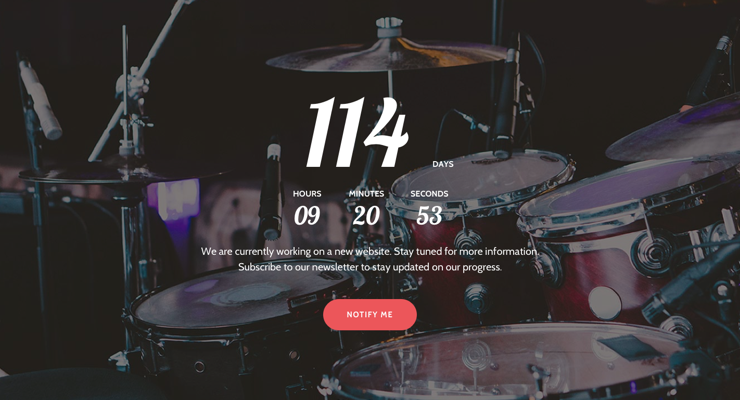 114 DAYS
HOURS MINUTES SECONDS
09 20 53
We are currently working on a new website. Stay tuned for more information.
Subscribe to our newsletter to stay updated on our progress.
NOTIFY ME